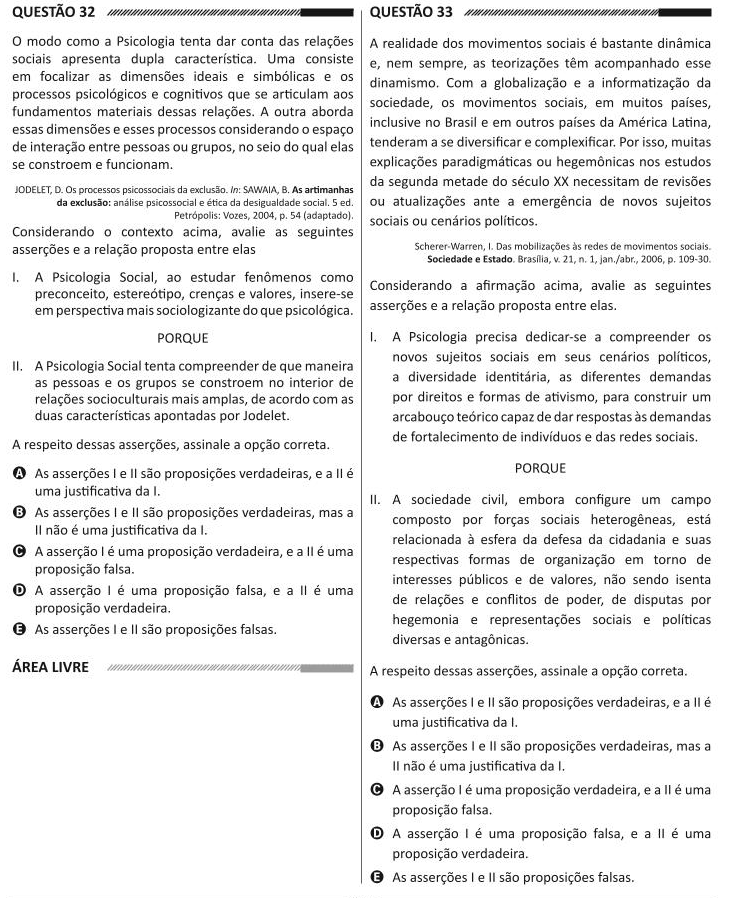 QUESTÃO 32
O modo como a Psicologia tenta dar conta das relações
sociais apresenta dupla característica. Uma consiste
em focalizar as dimensões ideais e simbólicas e os
processos psicológicos e cognitivos que se articulam aos
fundamentos materiais dessas relações. A outra aborda
essas dimensões e esses processos considerando o espaço
de interação entre pessoas ou grupos, no seio do qual elas
se constroem e funcionam.
JODELET, D. Os processos psicossociais da exclusão. In: SAWAIA, B. As artimanhas
da exclusão: análise psicossocial e ética da desigualdade social. 5 ed.
Petrópolis: Vozes, 2004, p. 54 (adaptado).
Considerando o contexto acima, avalie as seguintes
asserções e a relação proposta entre elas
I. A Psicologia Social, ao estudar fenômenos como
preconceito, estereótipo, crenças e valores, insere-se
em perspectiva mais sociologizante do que psicológica.
PORQUE
II. A Psicologia Social tenta compreender de que maneira
as pessoas e os grupos se constroem no interior de
relações socioculturais mais amplas, de acordo com as
duas características apontadas por Jodelet.
A respeito dessas asserções, assinale a opção correta.
A As asserções I e II são proposições verdadeiras, e a II é
uma justificativa da I.
B As asserções I e II são proposições verdadeiras, mas a
II não é uma justificativa da I.
C A asserção I é uma proposição verdadeira, e a II é uma
proposição falsa.
D A asserção I é uma proposição falsa, e a II é uma
proposição verdadeira.
E As asserções I e II são proposições falsas.
ÁREA LIVRE
QUESTÃO 33
A realidade dos movimentos sociais é bastante dinâmica
e, nem sempre, as teorizações têm acompanhado esse
dinamismo. Com a globalização e a informatização da
sociedade, os movimentos sociais, em muitos países,
inclusive no Brasil e em outros países da América Latina,
tenderam a se diversificar e complexificar. Por isso, muitas
explicações paradigmáticas ou hegemônicas nos estudos
da segunda metade do século XX necessitam de revisões
ou atualizações ante a emergência de novos sujeitos
sociais ou cenários políticos.
Scherer-Warren, I. Das mobilizações às redes de movimentos sociais.
Sociedade e Estado. Brasília, v. 21, n. 1, jan./abr., 2006, p. 109-30.
Considerando a afirmação acima, avalie as seguintes
asserções e a relação proposta entre elas.
I. A Psicologia precisa dedicar-se a compreender os
novos sujeitos sociais em seus cenários políticos,
a diversidade identitária, as diferentes demandas
por direitos e formas de ativismo, para construir um
arcabouço teórico capaz de dar respostas às demandas
de fortalecimento de indivíduos e das redes sociais.
PORQUE
II. A sociedade civil, embora configure um campo
composto por forças sociais heterogêneas, está
relacionada à esfera da defesa da cidadania e suas
respectivas formas de organização em torno de
interesses públicos e de valores, não sendo isenta
de relações e conflitos de poder, de disputas por
hegemonia e representações sociais e políticas
diversas e antagônicas.
A respeito dessas asserções, assinale a opção correta.
A As asserções I e II são proposições verdadeiras, e a II é
uma justificativa da I.
B As asserções I e II são proposições verdadeiras, mas a
II não é uma justificativa da I.
C A asserção I é uma proposição verdadeira, e a II é uma
proposição falsa.
D A asserção I é uma proposição falsa, e a II é uma
proposição verdadeira.
E As asserções I e II são proposições falsas.